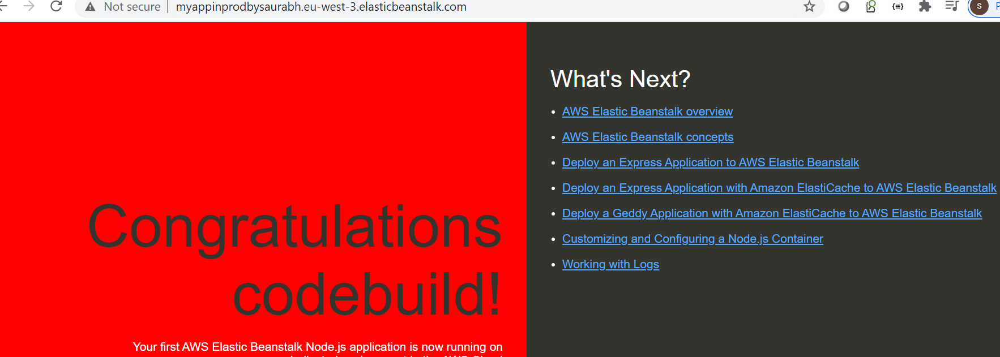 Not secure | myappinprodbysaurabh.eu-west-3.elasticbeanstalk.com
S
Congratulations
codebuild!
Your first AWS Elastic Beanstalk Node.js application is now running on
What's Next?
AWS Elastic Beanstalk overview
AWS Elastic Beanstalk concepts
Deploy an Express Application to AWS Elastic Beanstalk
Deploy an Express Application with Amazon ElastiCache to AWS Elastic Beanstalk
Deploy a Geddy Application with Amazon ElastiCache to AWS Elastic Beanstalk
Customizing and Configuring a Node.js Container
Working with Logs